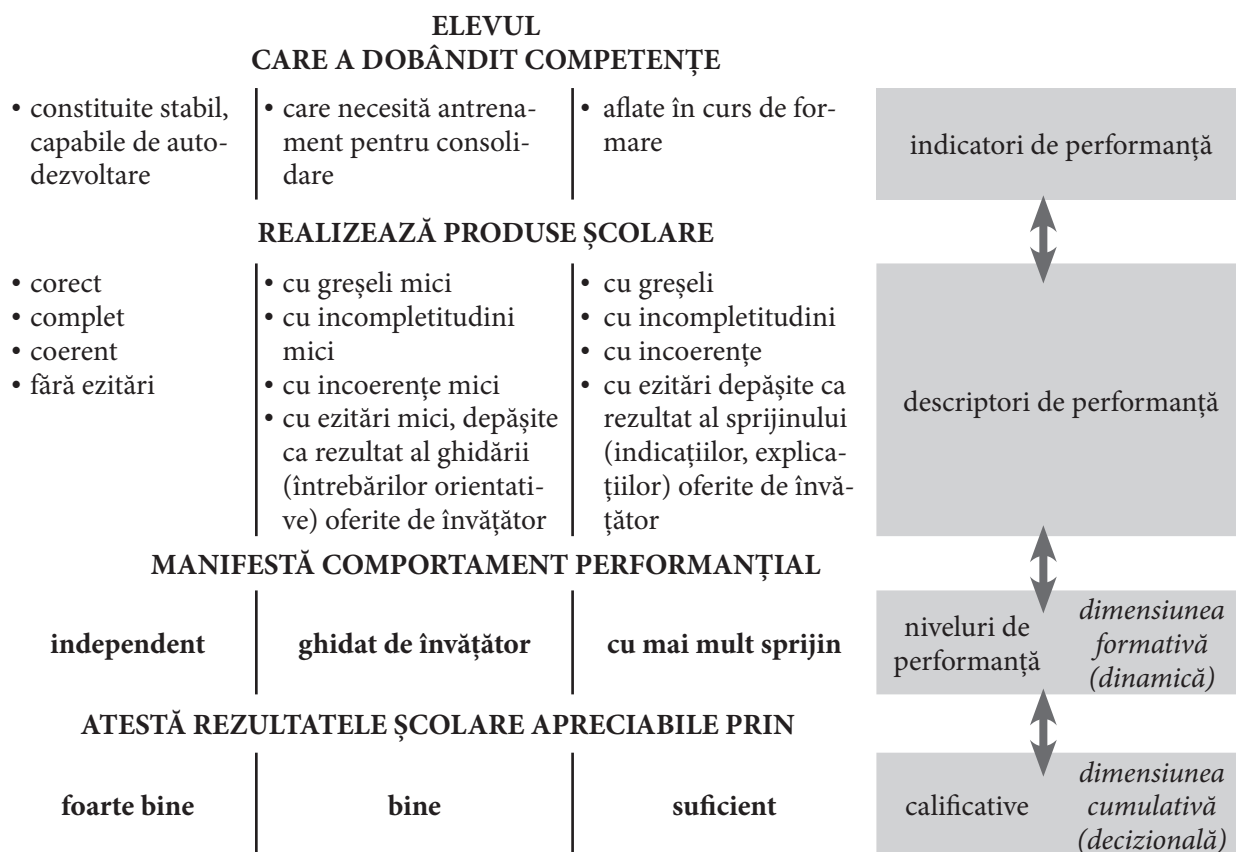 ELEVUL
CARE A DOBÂNDIT COMPETENȚE
• constituite stabil,
capabile de auto-
dezvoltare
• care necesită antrena-
ment pentru consoli-
dare
• aflate în curs de for-
mare
indicatori de performanță
REALIZEAZĂ PRODUSE ȘCOLARE
• corect
• complet
• coerent
• fără ezitări
• cu greșeli mici
• cu incompletitudini
mici
• cu incoerențe mici
• cu ezitări mici, depășite
ca rezultat al ghidării
(întrebărilor orientati-
ve) oferite de învățător
• cu greșeli
• cu incompletitudini
• cu incoerențe
• cu ezitări depășite ca
rezultat al sprijinului
(indicațiilor, explica-
țiilor) oferite de învă-
țător
descriptori de performanță
MANIFESTĂ COMPORTAMENT PERFORMANȚIAL
independent
ghidat de învățător
cu mai mult sprijin
niveluri de
performanță
dimensiunea
formativă
(dinamică)
ATESTĂ REZULTATELE ȘCOLARE APRECIABILE PRIN
foarte bine
bine
suficient
calificative
dimensiunea
cumulativă
(decizională)